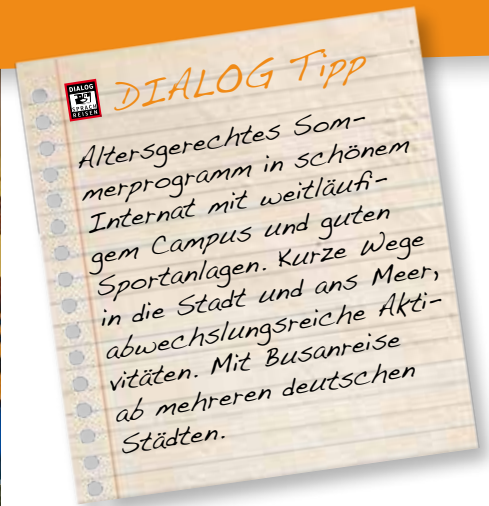 DIALOG
SPRACH
REISEN
DIALOG Tipp
Altersgerechtes Som-
merprogramm in schönem
Internat mit weitläufi-
gem Campus und guten
Sportanlagen. Kurze Wege
in die Stadt und ans Meer,
abwechslungsreiche Akti-
vitäten. Mit Busanreise
ab mehreren deutschen
Städten.